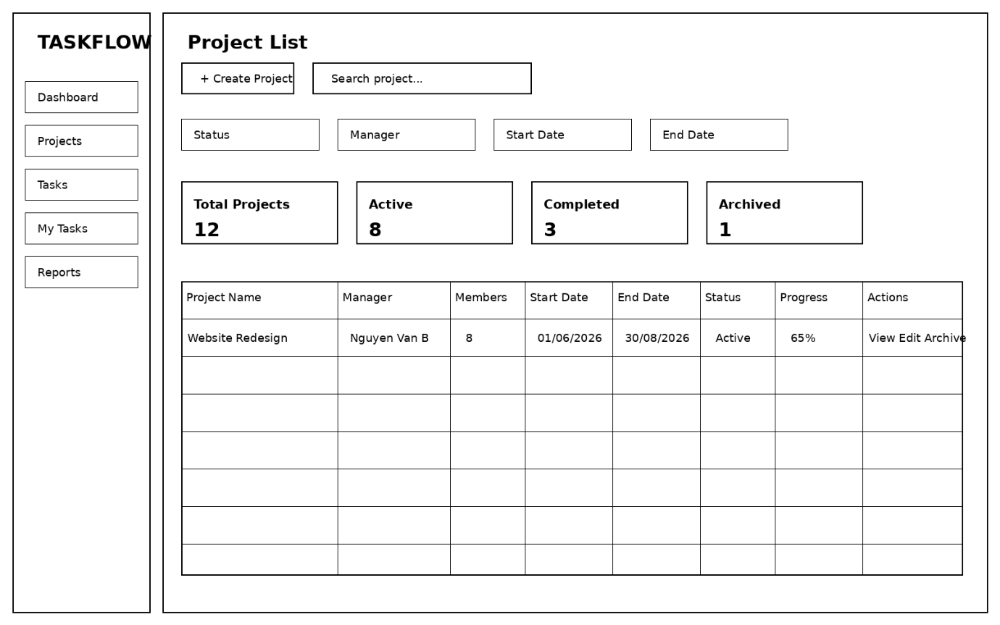 TASKFLOW
Dashboard
Projects
Tasks
My Tasks
Reports
Project List
+ Create Project
Search project...
Status
Manager
Start Date
End Date
Total Projects
12
Active
8
Completed
3
Archived
1
Project Name Manager Members Start Date End Date Status Progress Actions
Website Redesign Nguyen Van B 8 01/06/2026 30/08/2026 Active 65% View Edit Archive